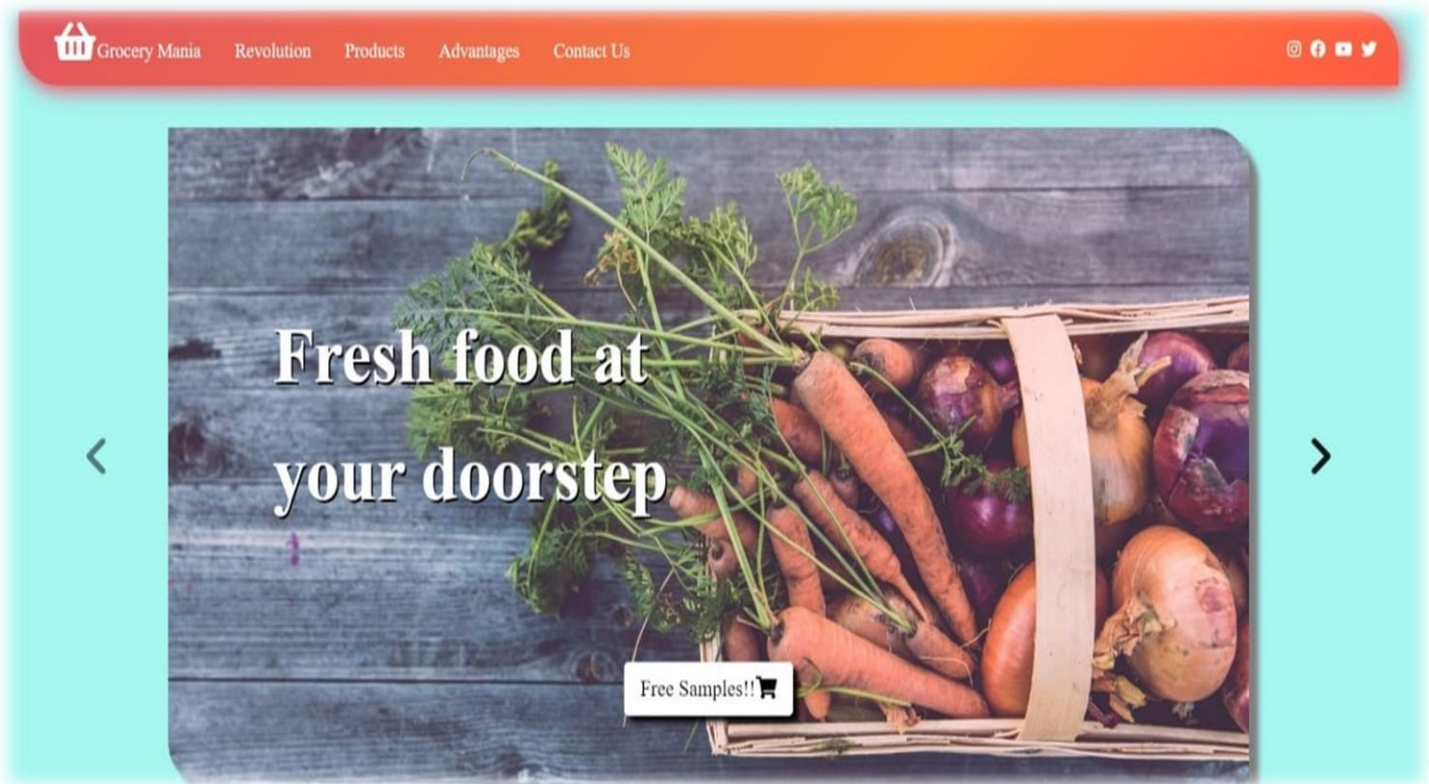 Grocery Mania Revolution Products Advantages Contact Us
Fresh food at
your doorstep
Free Samples!!